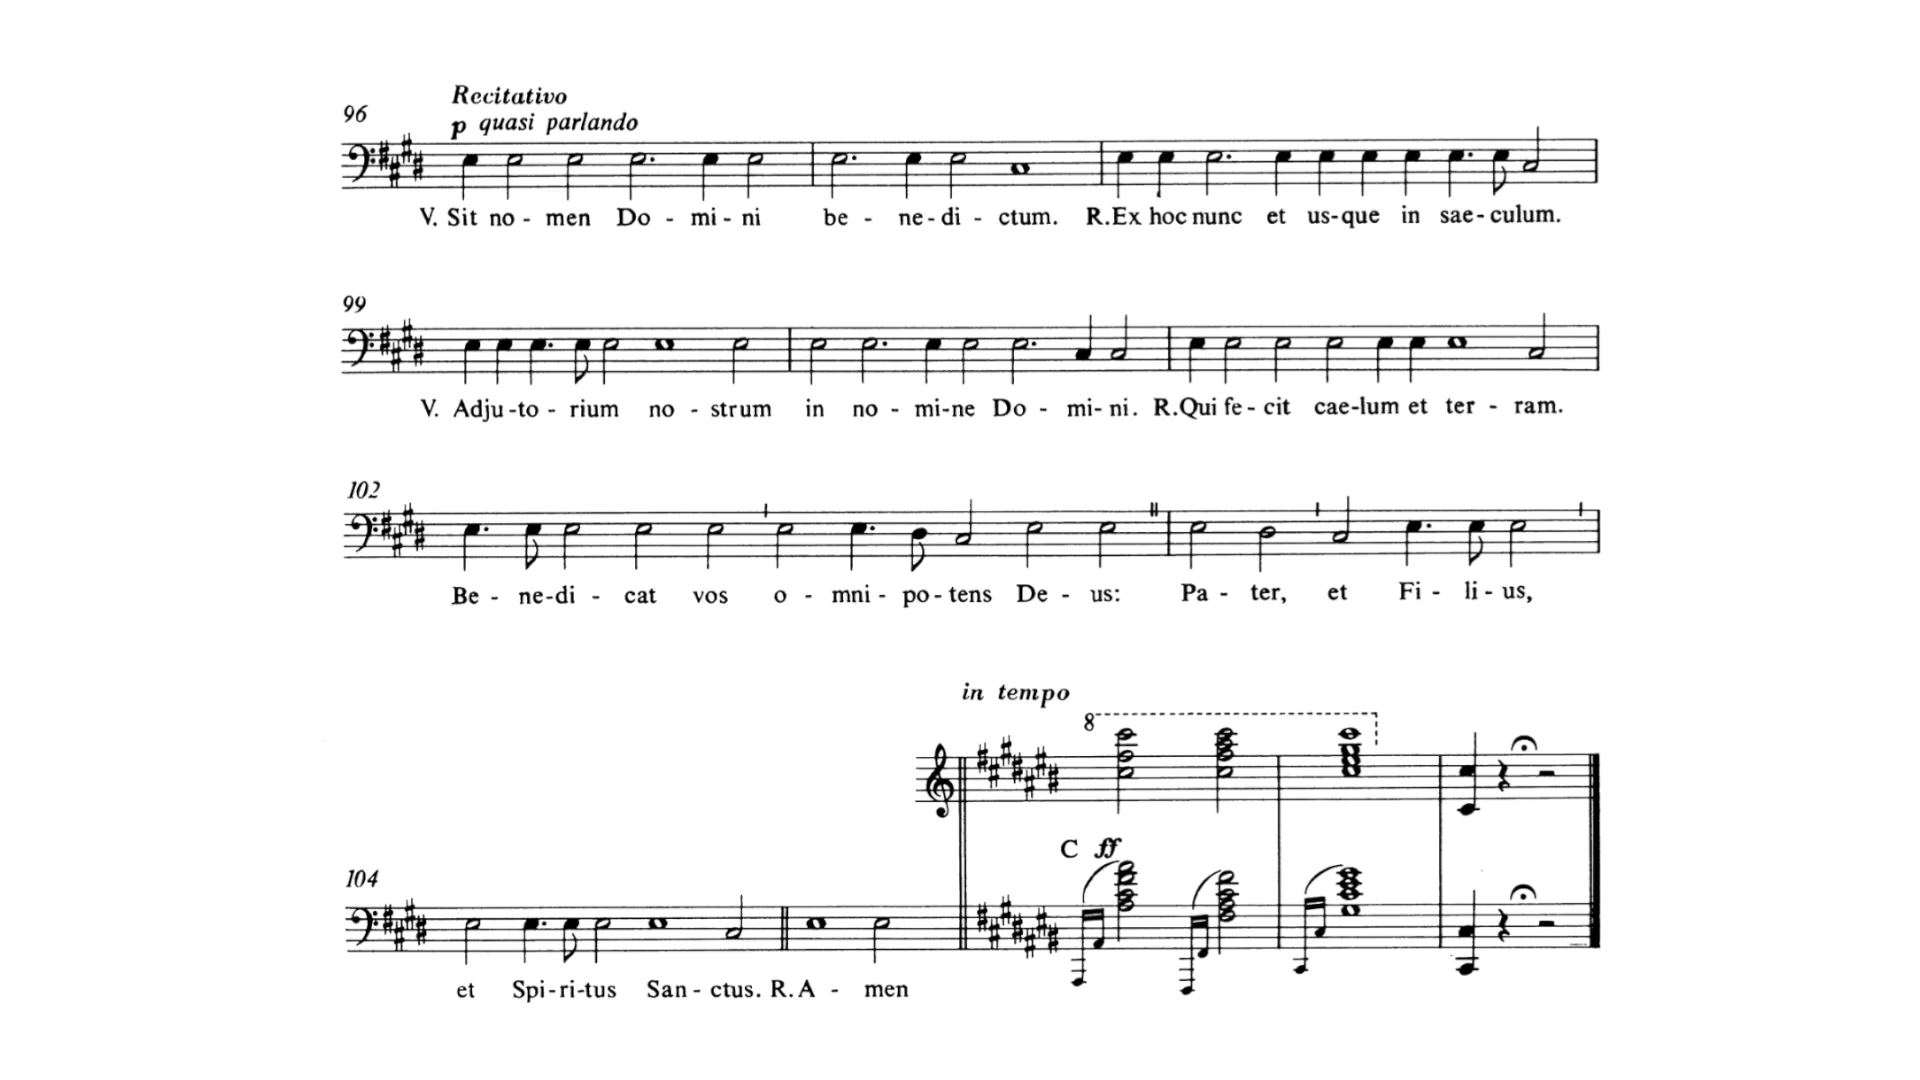 Recitativo
96
p quasi parlando
V. Sit no - men Do - mi - ni be - ne - di - ctum. R.Ex hoc nunc et us-que in sae - culum.
99
V. Adju -to - rium no - strum in no - mi-ne Do - mi- ni. R.Qui fe - cit cae-lum et ter - ram.
102
Be - ne-di - cat vos o - mni - po - tens De - us: Pa - ter, et Fi - li - us,
in tempo
8
C ff
104
et Spi-ri-tus San - ctus. R. A - men